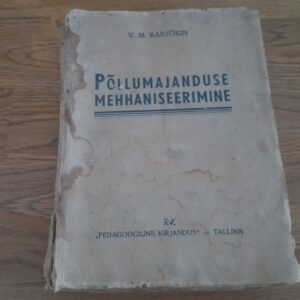 V. M. BARZÕKIN
PÕLLUMAJANDUSE
MEHHANISEERIMINE
RK
„PEDAGOOGILINE KIRJANDUS" — TALLINN